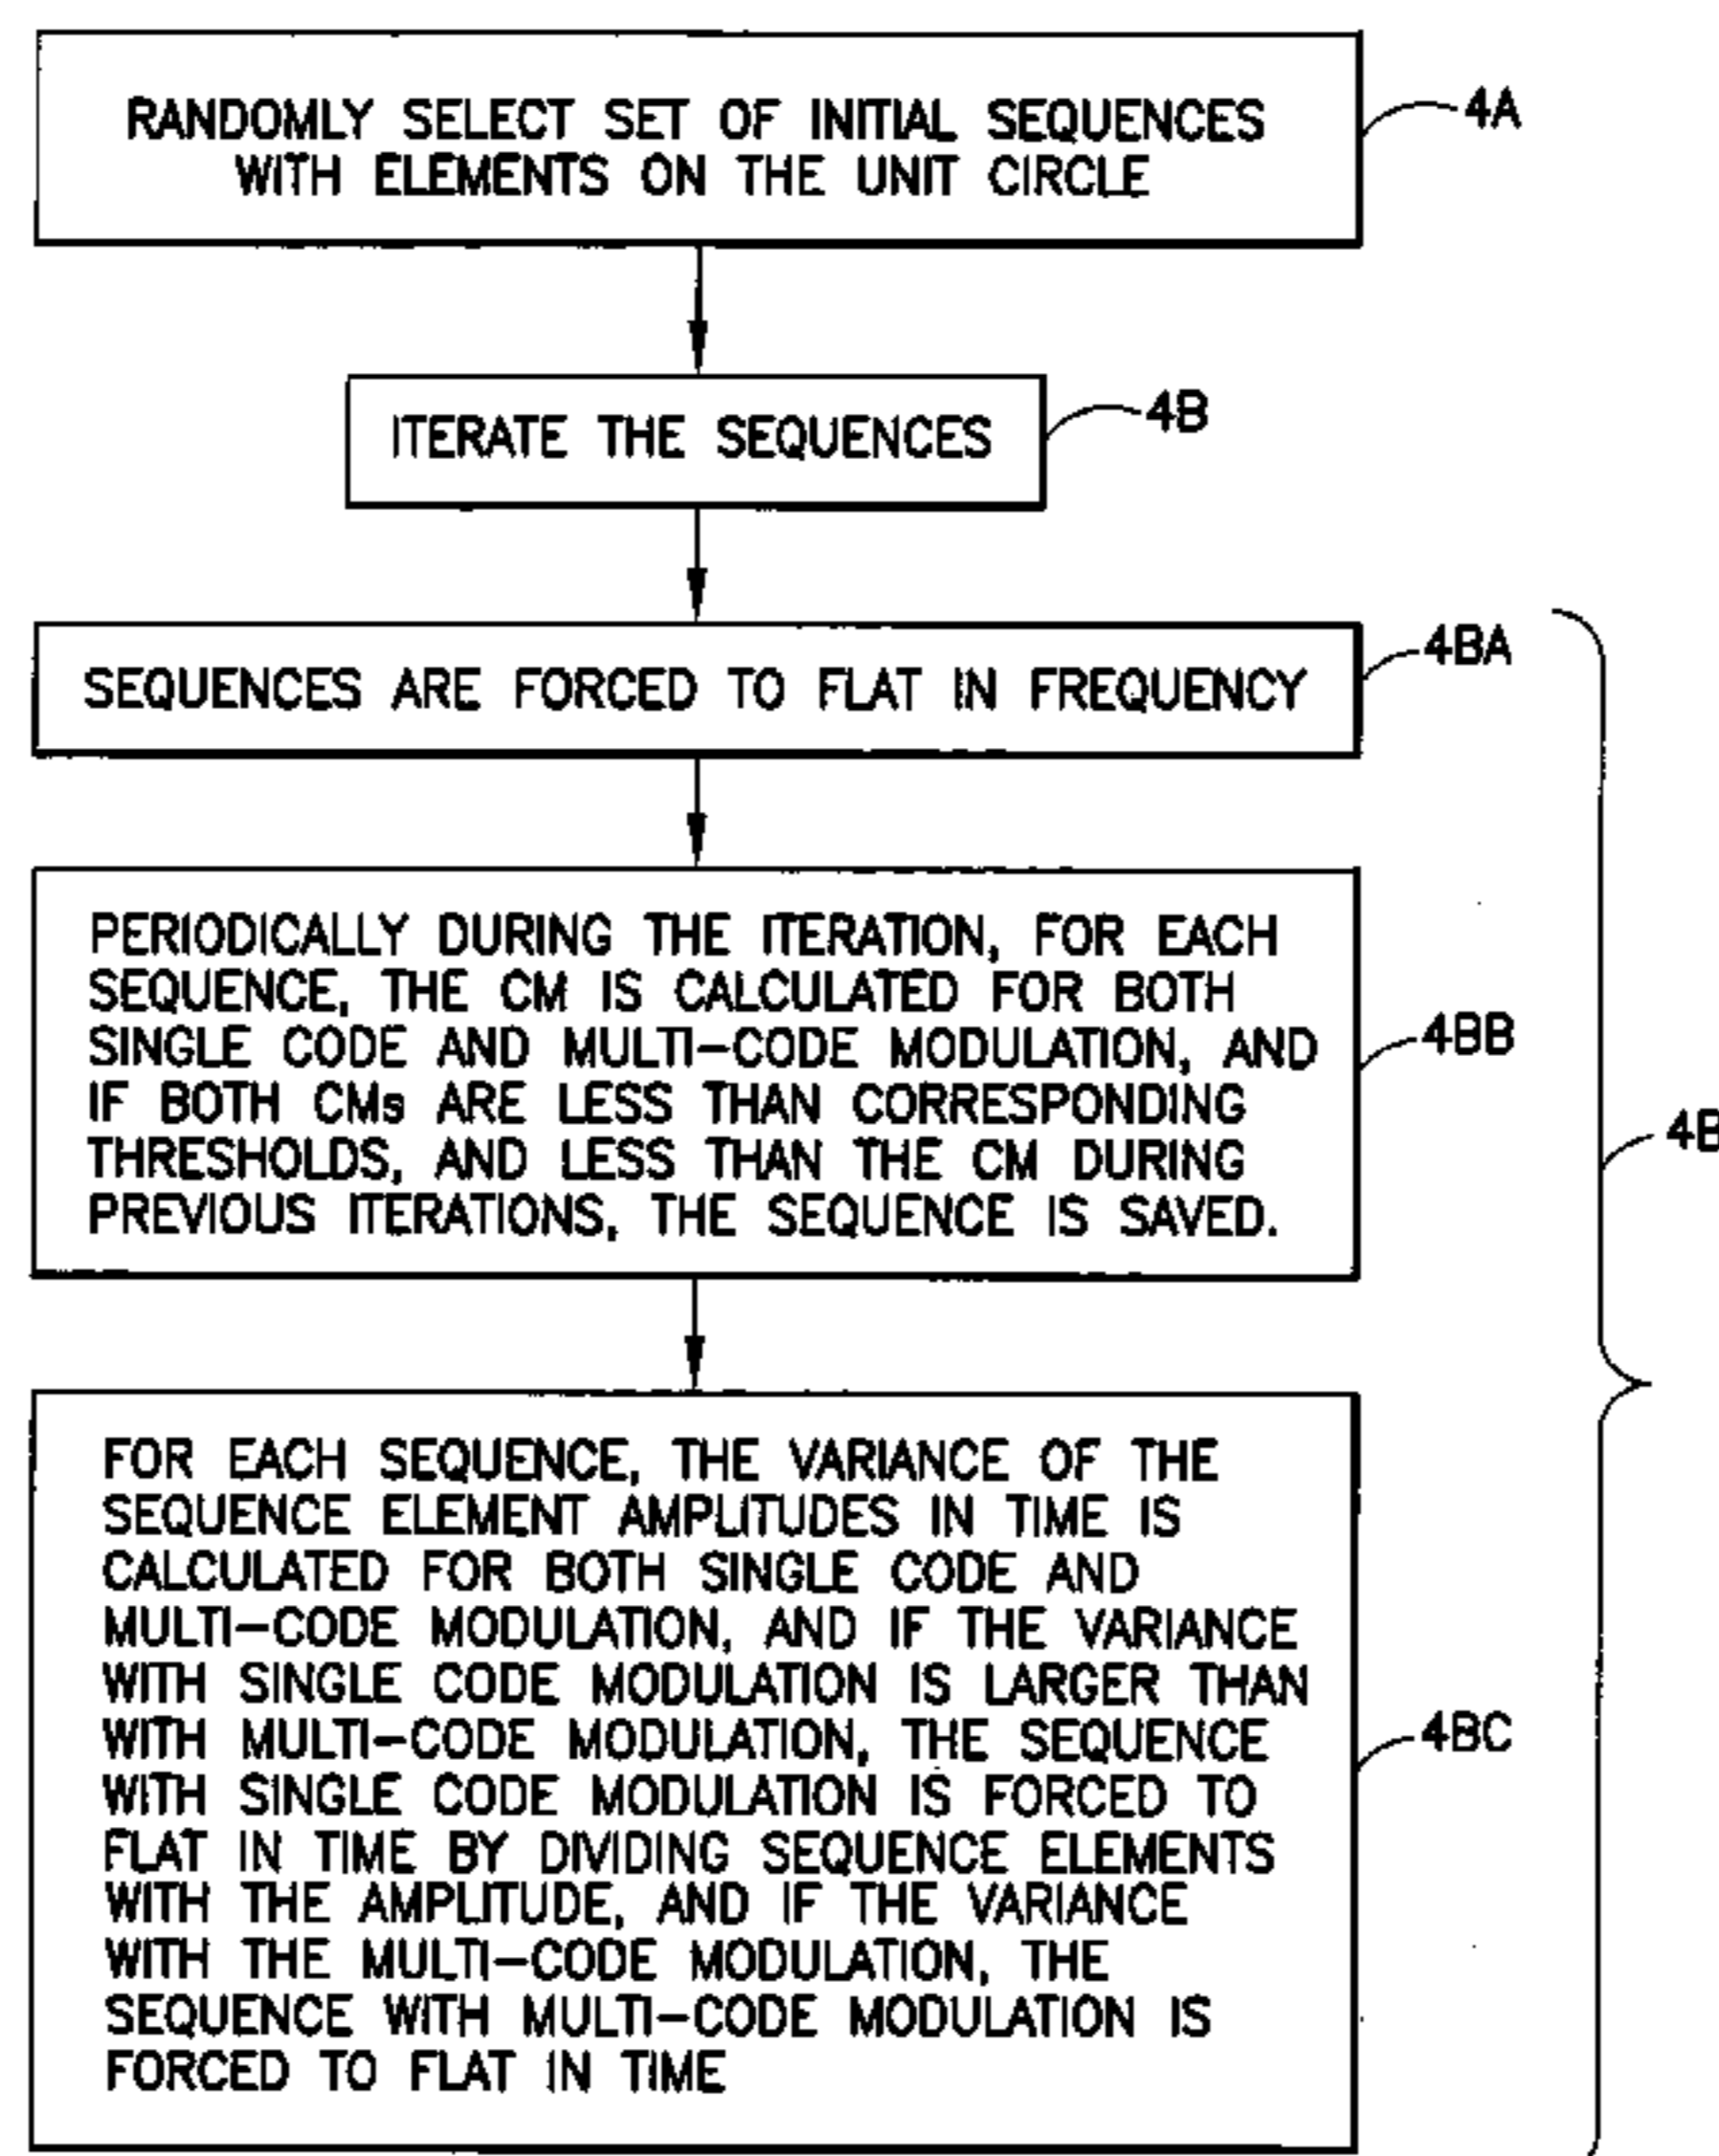 RANDOMLY SELECT SET OF INITIAL SEQUENCES
WITH ELEMENTS ON THE UNIT CIRCLE
4A
ITERATE THE SEQUENCES
4B
SEQUENCES ARE FORCED TO FLAT IN FREQUENCY
4BA
PERIODICALLY DURING THE ITERATION, FOR EACH
SEQUENCE, THE CM IS CALCULATED FOR BOTH
SINGLE CODE AND MULTI-CODE MODULATION, AND
IF BOTH CMs ARE LESS THAN CORRESPONDING
THRESHOLDS, AND LESS THAN THE CM DURING
PREVIOUS ITERATIONS, THE SEQUENCE IS SAVED.
4BB
4B
FOR EACH SEQUENCE, THE VARIANCE OF THE
SEQUENCE ELEMENT AMPLITUDES IN TIME IS
CALCULATED FOR BOTH SINGLE CODE AND
MULTI-CODE MODULATION, AND IF THE VARIANCE
WITH SINGLE CODE MODULATION IS LARGER THAN
WITH MULTI-CODE MODULATION, THE SEQUENCE
WITH SINGLE CODE MODULATION IS FORCED TO
FLAT IN TIME BY DIVIDING SEQUENCE ELEMENTS
WITH THE AMPLITUDE, AND IF THE VARIANCE
WITH THE MULTI-CODE MODULATION, THE
SEQUENCE WITH MULTI-CODE MODULATION IS
FORCED TO FLAT IN TIME
4BC